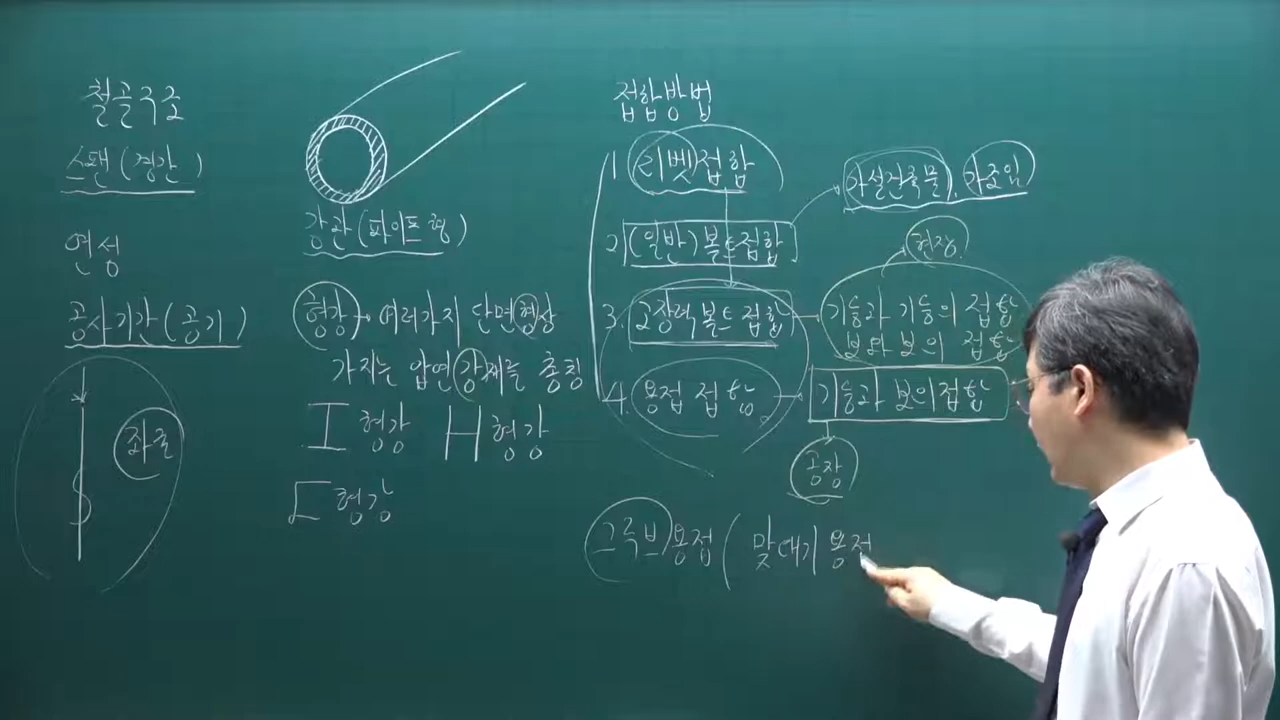 철골구조
스팬(경간)
연성
공사기간(공기)
좌굴
강관(파이프형)
형강 → 여러가지 단면형상
가지는 압연강재를 총칭
I 형강 H 형강
ㄷ형강
접합방법
1 리벳접합
2 (일반)볼트접합
가설건축물, 가조임
3. 고장력볼트접합
현장.
기둥과 기둥의 접합
보와 보의 접합
4. 용접접합
기둥과 보의접합
공장
그루브용접(맞대기용접